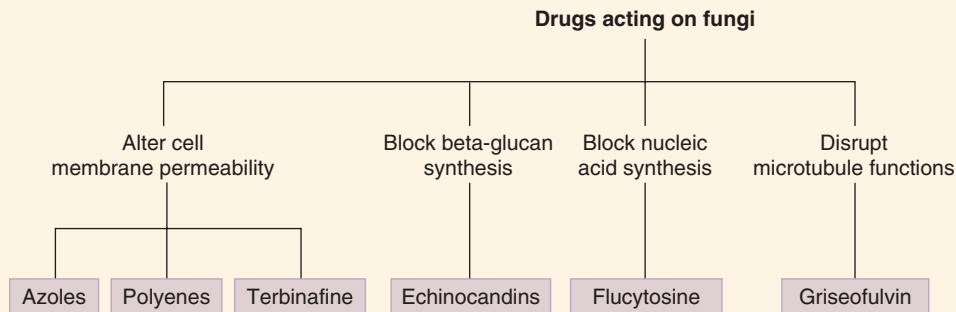 Drugs acting on fungi
Alter cell
membrane permeability
Block beta-glucan
synthesis
Block nucleic
acid synthesis
Disrupt
microtubule functions
Azoles
Polyenes
Terbinafine
Echinocandins
Flucytosine
Griseofulvin